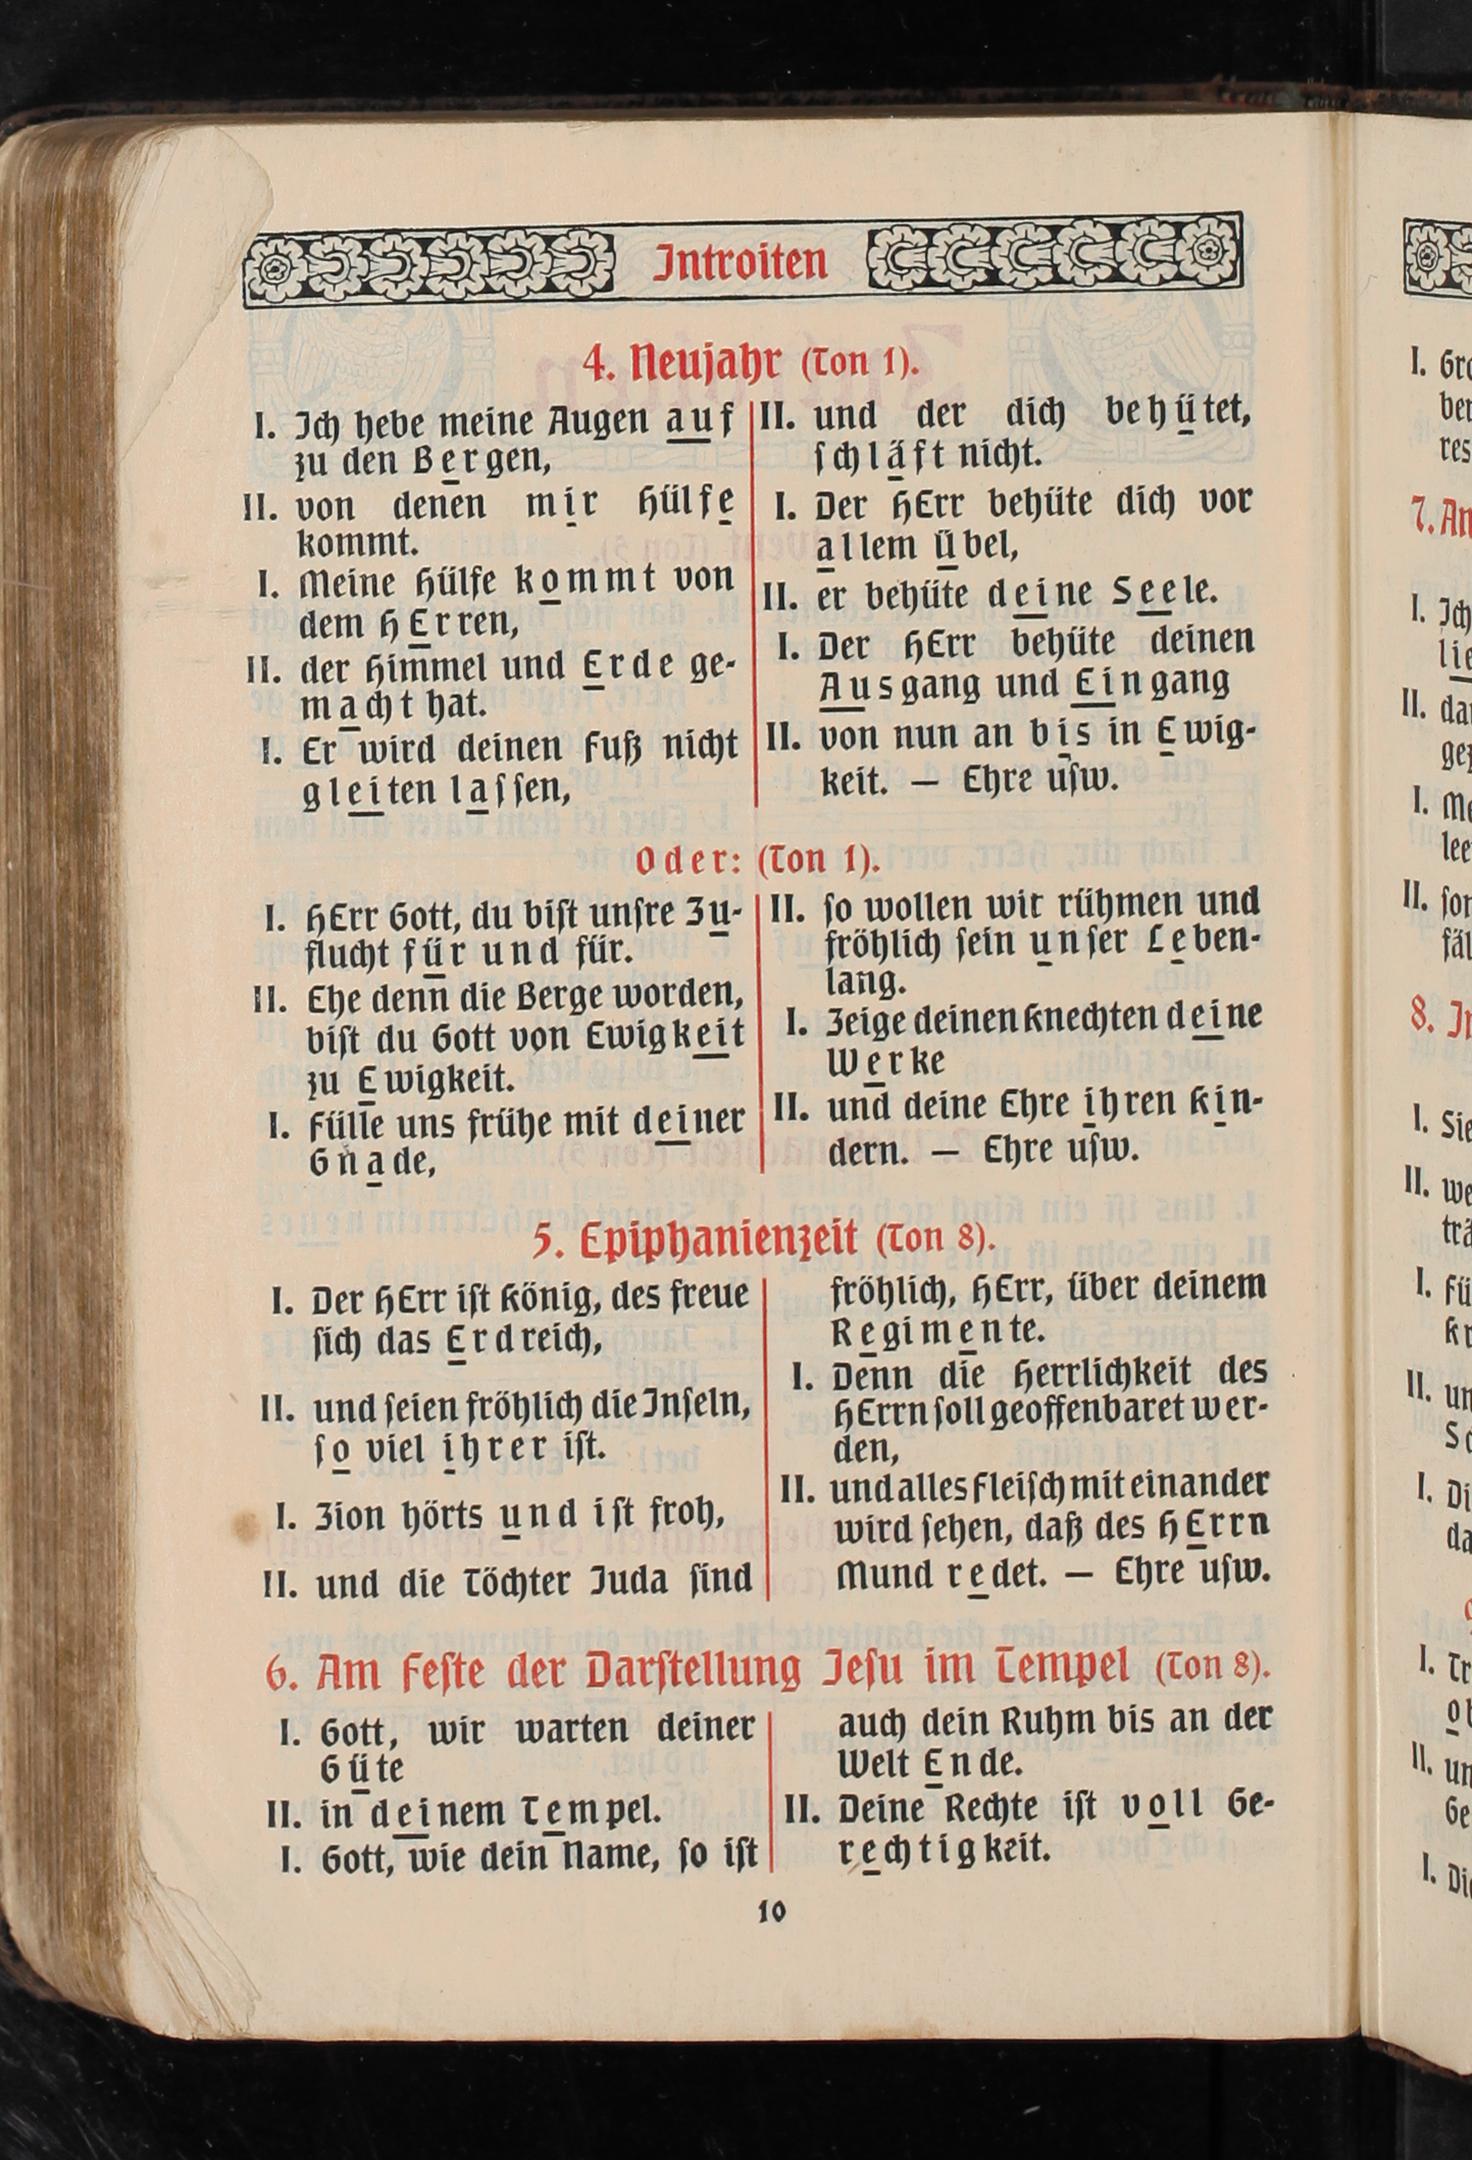 Introiten
4. Neujahr (Ton 1).
I. Ich hebe meine Augen auf
zu den Bergen,
II. von denen mir Hülfe
kommt.
I. Meine Hülfe kommt von
dem HErren,
II. der Himmel und Erde ge-
macht hat.
I. Er wird deinen Fuß nicht
gleiten lassen,
II. und der dich behütet,
schläft nicht.
I. Der HErr behüte dich vor
allem Übel,
II. er behüte deine Seele.
I. Der HErr behüte deinen
Ausgang und Eingang
II. von nun an bis in Ewig-
keit. — Ehre usw.
Oder: (Ton 1).
I. HErr Gott, du bist unsre Zu-
flucht für und für.
II. Ehe denn die Berge worden,
bist du Gott von Ewigkeit
zu Ewigkeit.
I. Fülle uns frühe mit deiner
Gnade,
II. so wollen wir rühmen und
fröhlich sein unser Leben-
lang.
I. Zeige deinen Knechten deine
Werke
II. und deine Ehre ihren Kin-
dern. — Ehre usw.
5. Epiphanienzeit (Ton 8).
I. Der HErr ist König, des freue
sich das Erdreich,
II. und seien fröhlich die Inseln,
so viel ihrer ist.
I. Zion hörts und ist froh,
II. und die Töchter Juda sind
fröhlich, HErr, über deinem
Regimente.
I. Denn die Herrlichkeit des
HErrn soll geoffenbaret wer-
den,
II. und alles Fleisch mit einander
wird sehen, daß des HErrn
Mund redet. — Ehre usw.
6. Am Feste der Darstellung Jesu im Tempel (Ton 8).
I. Gott, wir warten deiner
Güte
II. in deinem Tempel.
I. Gott, wie dein Name, so ist
auch dein Ruhm bis an der
Welt Ende.
II. Deine Rechte ist voll Ge-
rechtigkeit.
10